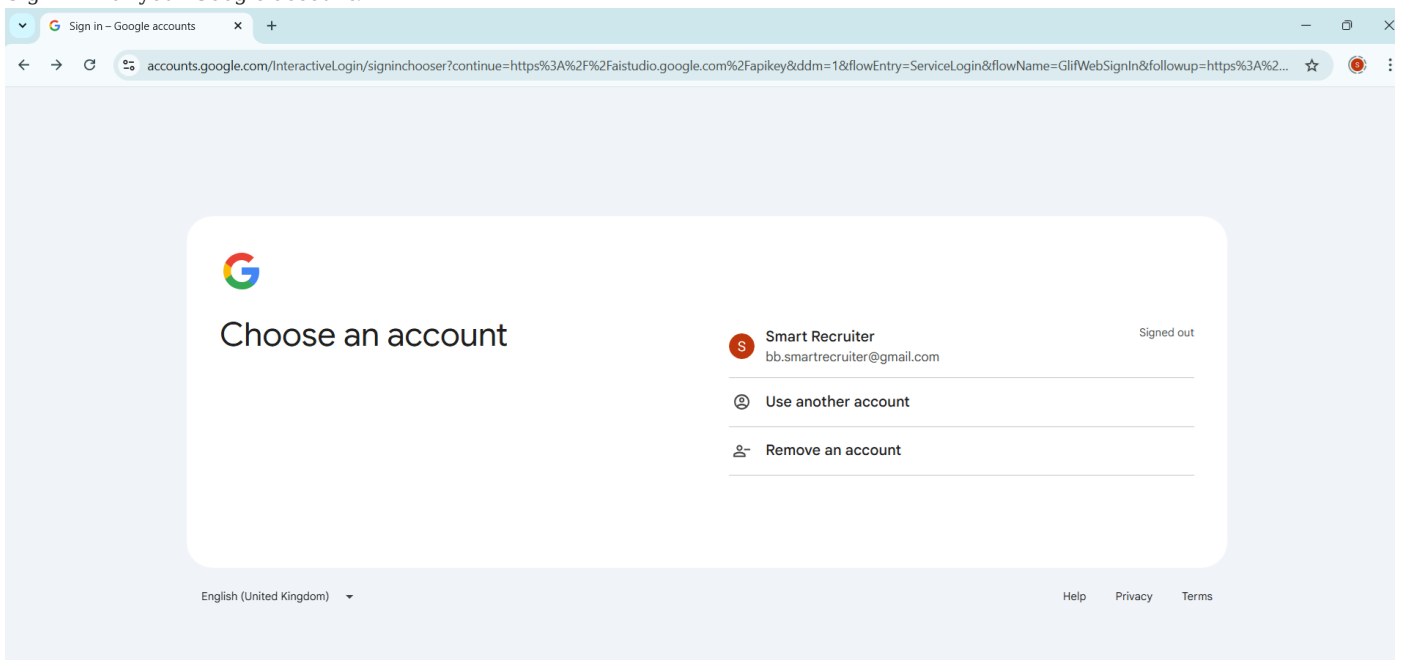 Sign in – Google accounts
accounts.google.com/InteractiveLogin/signinchooser?continue=https%3A%2F%2Faistudio.google.com%2Fapikey&ddm=1&flowEntry=ServiceLogin&flowName=GlifWebSignIn&followup=https%3A%2...
Choose an account
S
Smart Recruiter
Signed out
bb.smartrecruiter@gmail.com
Use another account
Remove an account
English (United Kingdom)
Help Privacy Terms